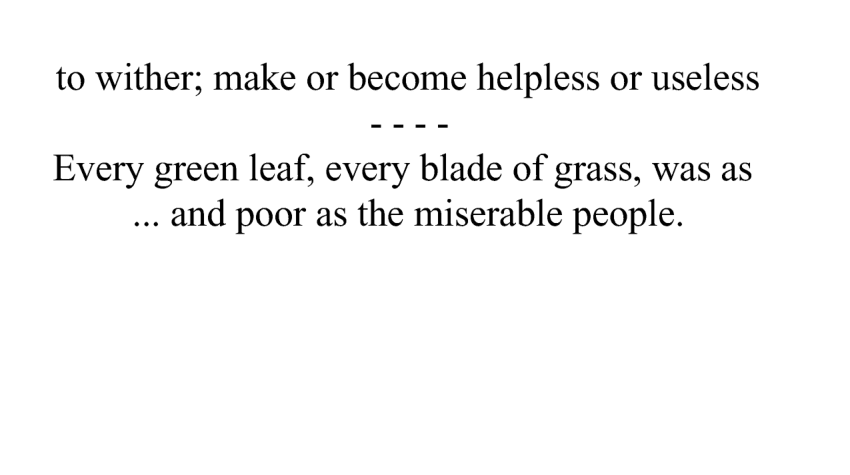 to wither; make or become helpless or useless
- - - -
Every green leaf, every blade of grass, was as
... and poor as the miserable people.